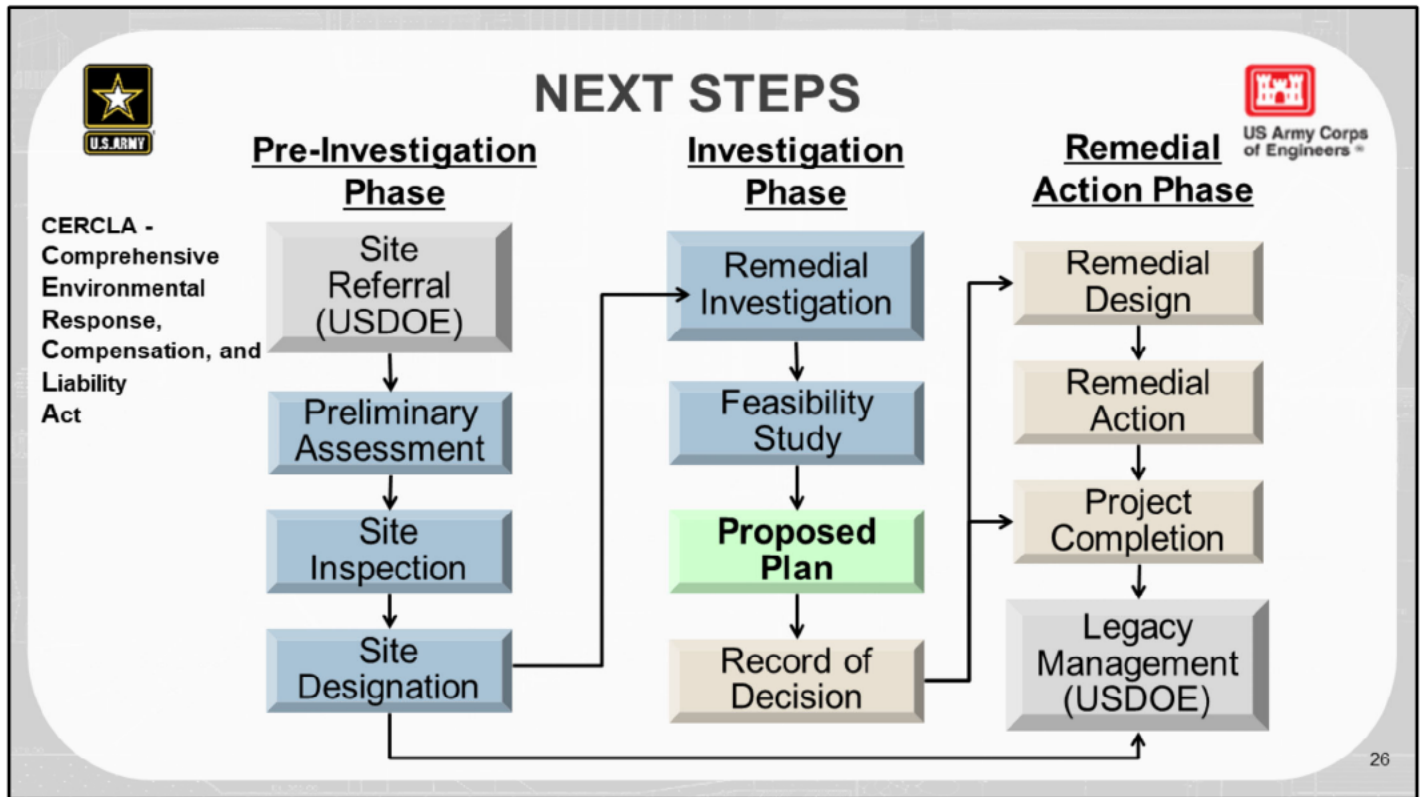 NEXT STEPS
U.S.ARMY
US Army Corps
of Engineers ®
Pre-Investigation
Phase
CERCLA -
Comprehensive
Environmental
Response,
Compensation, and
Liability
Act
Site
Referral
(USDOE)
Preliminary
Assessment
Site
Inspection
Site
Designation
Investigation
Phase
Remedial
Investigation
Feasibility
Study
Proposed
Plan
Record of
Decision
Remedial
Action Phase
Remedial
Design
Remedial
Action
Project
Completion
Legacy
Management
(USDOE)
26